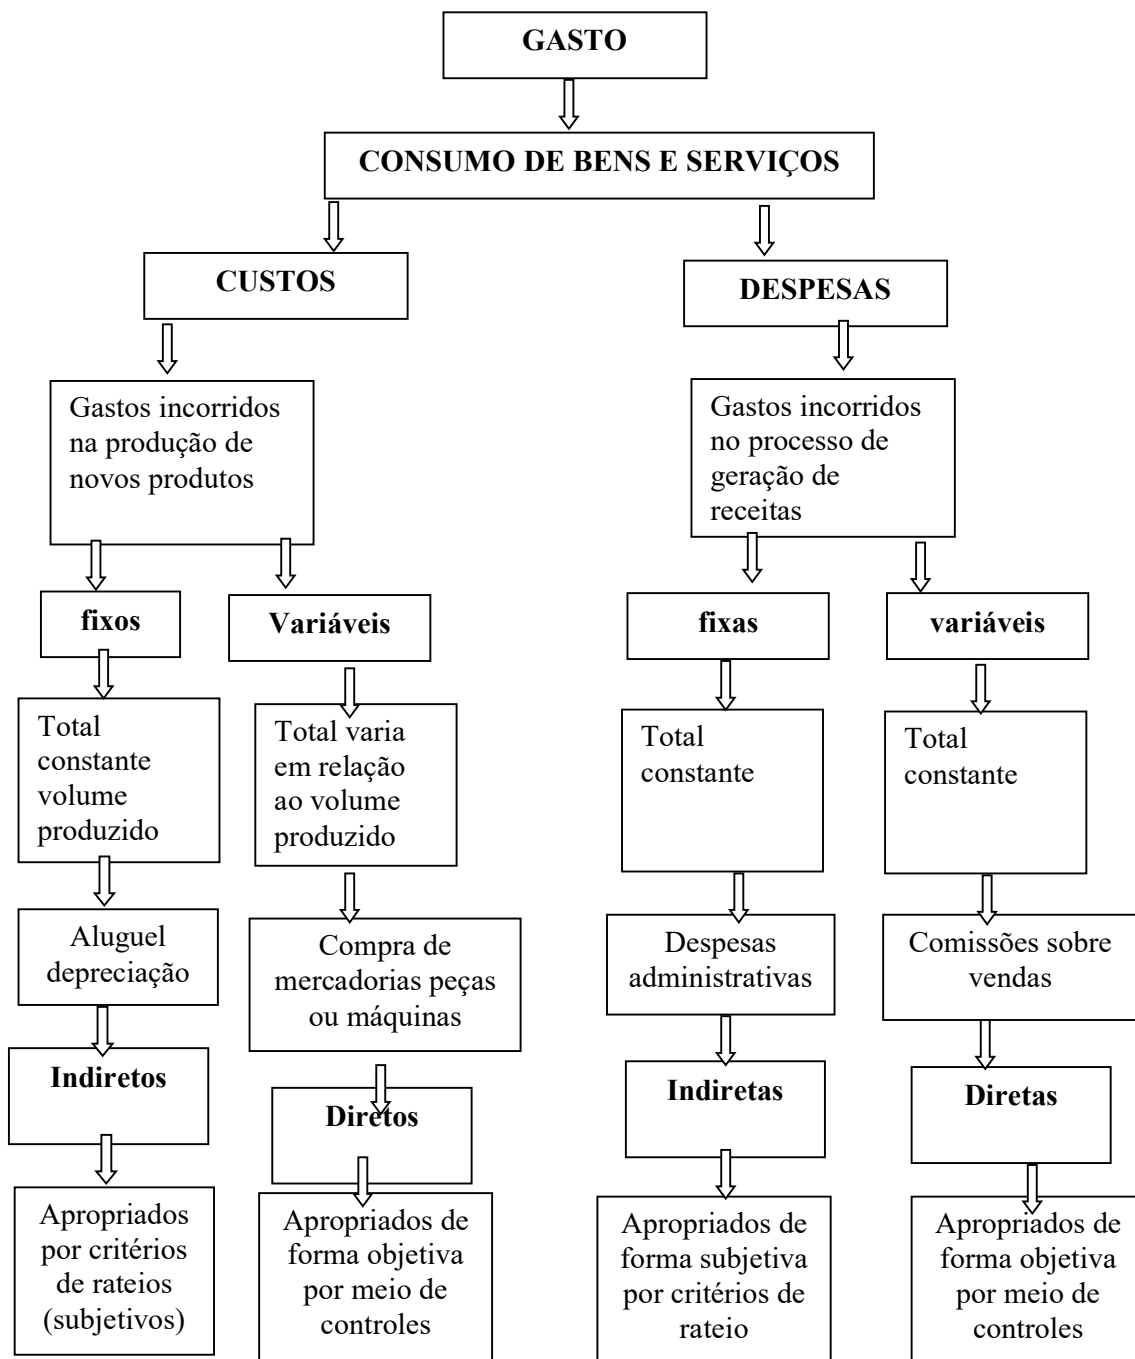 GASTO
CONSUMO DE BENS E SERVIÇOS
CUSTOS
DESPESAS
Gastos incorridos
na produção de
novos produtos
Gastos incorridos
no processo de
geração de
receitas
fixos
Variáveis
fixas
variáveis
Total
constante
volume
produzido
Total varia
em relação
ao volume
produzido
Total
constante
Total
constante
Aluguel
depreciação
Compra de
mercadorias peças
ou máquinas
Despesas
administrativas
Comissões sobre
vendas
Indiretos
Diretos
Indiretas
Diretas
Apropriados
por critérios
de rateios
(subjetivos)
Apropriados de
forma objetiva
por meio de
controles
Apropriados de
forma subjetiva
por critérios de
rateio
Apropriados de
forma objetiva
por meio de
controles